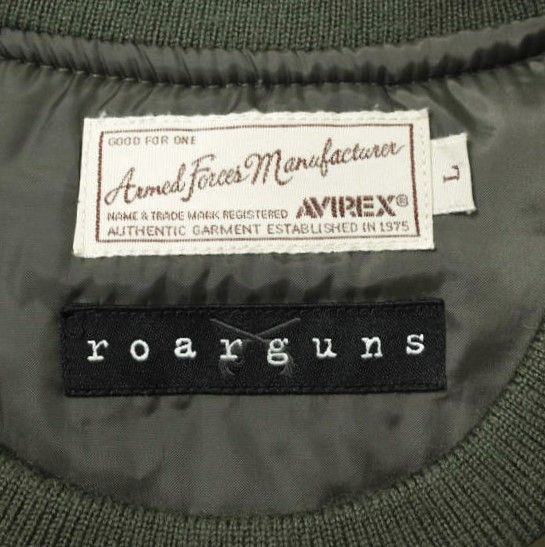 GOOD FOR ONE
Armed Forces Manufacturer
NAME & TRADE MARK REGISTERED AVIREX®
AUTHENTIC GARMENT ESTABLISHED IN 1975
L
roarguns